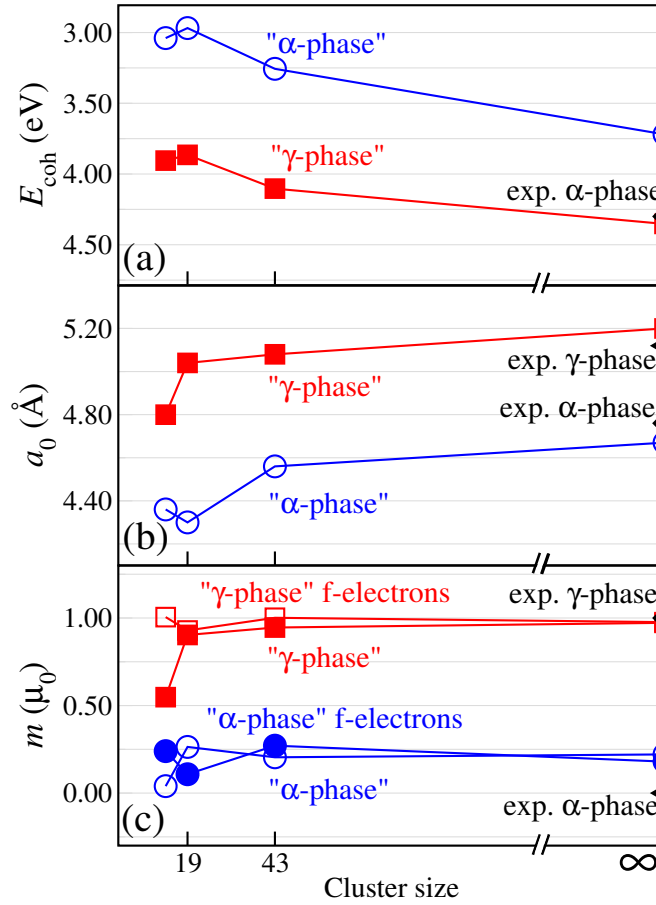 3.00
3.50
4.00
4.50
E_coh (eV)
"α-phase"
"γ-phase"
exp. α-phase
(a)
5.20
4.80
4.40
a_0 (Å)
"γ-phase"
exp. γ-phase
exp. α-phase
"α-phase"
(b)
1.00
0.50
0.00
m (μ_0)
"γ-phase" f-electrons
exp. γ-phase
"γ-phase"
"α-phase" f-electrons
"α-phase"
exp. α-phase
(c)
19 43 ∞
Cluster size